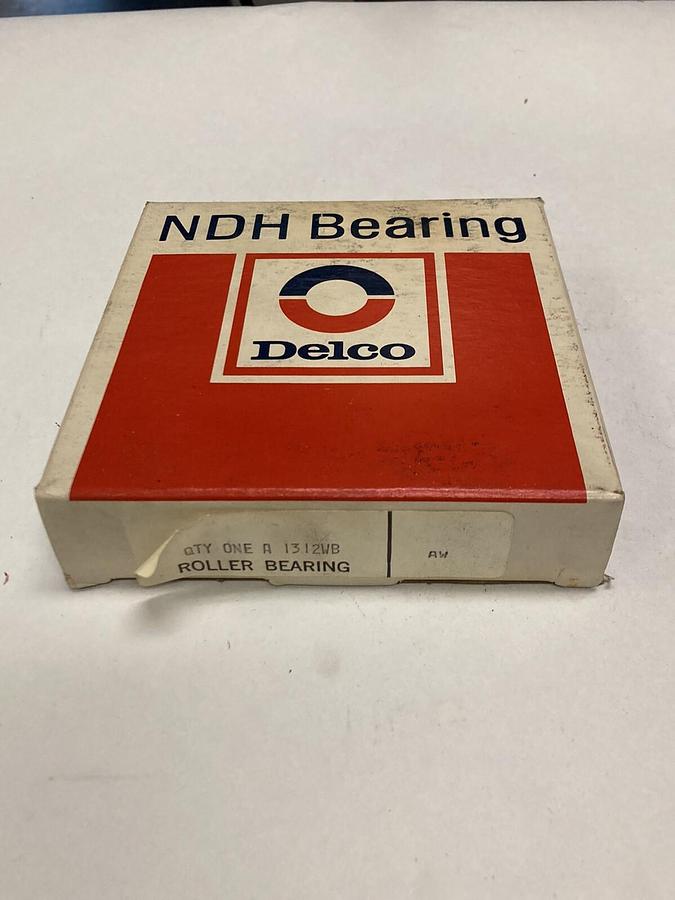 NDH Bearing
Delco
QTY ONE A 1312WB
ROLLER BEARING
AW